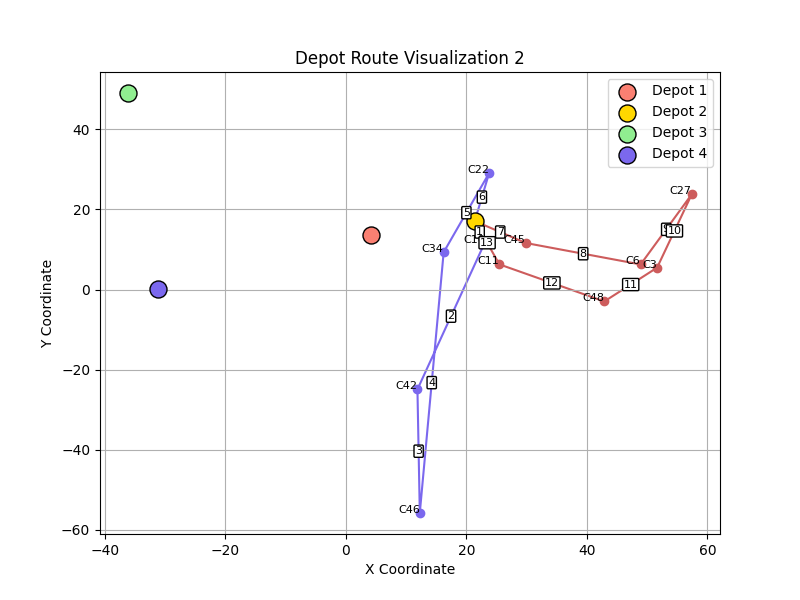 Depot Route Visualization 2
Depot 1
Depot 2
Depot 3
Depot 4
Y Coordinate
40
20
0
−20
−40
−60
C22
C27
6
5
1
7
C45
13
10
C34
8
C6
C3
C11
12
11
C48
2
C42
4
3
C46
−40
−20
0
20
40
60
X Coordinate